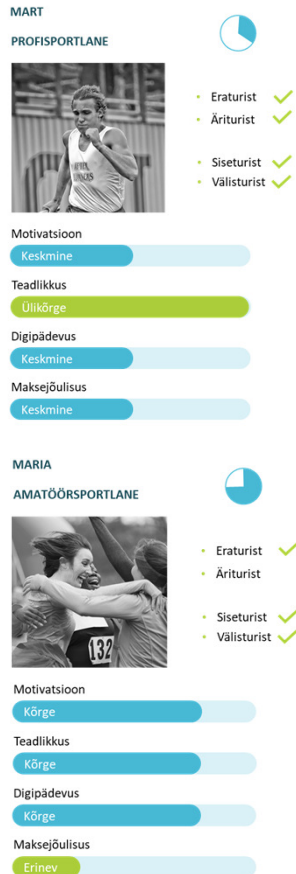 MART
PROFISPORTLANE
Eraturist
Äriturist
Siseturist
Välisturist
Motivatsioon
Keskmine
Teadlikkus
Ülikõrge
Digipädevus
Keskmine
Maksejõulisus
Keskmine
MARIA
AMATÖÖRSPORTLANE
Eraturist
Äriturist
Siseturist
Välisturist
132
Motivatsioon
Kõrge
Teadlikkus
Kõrge
Digipädevus
Kõrge
Maksejõulisus
Erinev